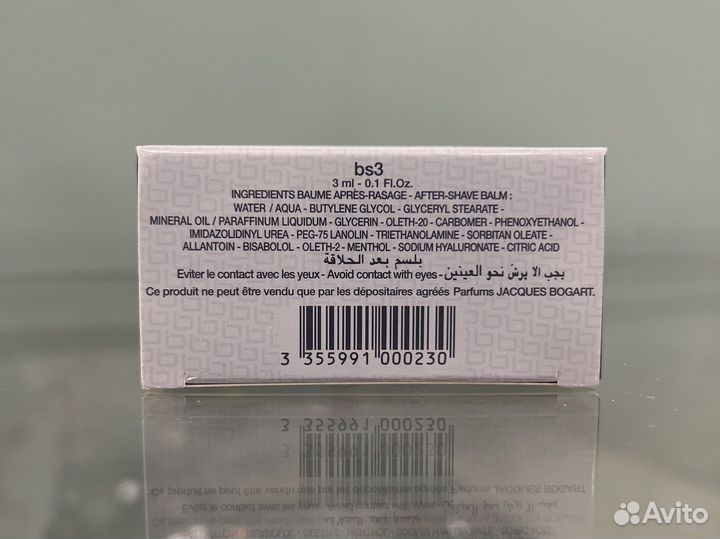 bs3
3 ml - 0.1 Fl.Oz.
INGREDIENTS BAUME APRÈS-RASAGE - AFTER-SHAVE BALM :
WATER / AQUA - BUTYLENE GLYCOL - GLYCERYL STEARATE -
MINERAL OIL / PARAFFINUM LIQUIDUM - GLYCERIN - OLETH-20 - CARBOMER - PHENOXYETHANOL -
IMIDAZOLIDINYL UREA - PEG-75 LANOLIN - TRIETHANOLAMINE - SORBITAN OLEATE -
ALLANTOIN - BISABOLOL - OLETH-2 - MENTHOL - SODIUM HYALURONATE - CITRIC ACID
بلسم بعد الحلاقة
Eviter le contact avec les yeux - Avoid contact with eyes - يجب الا يرش نحو العينين
Ce produit ne peut être vendu que par les dépositaires agréés Parfums JACQUES BOGART.
3 355991 000230
Avito